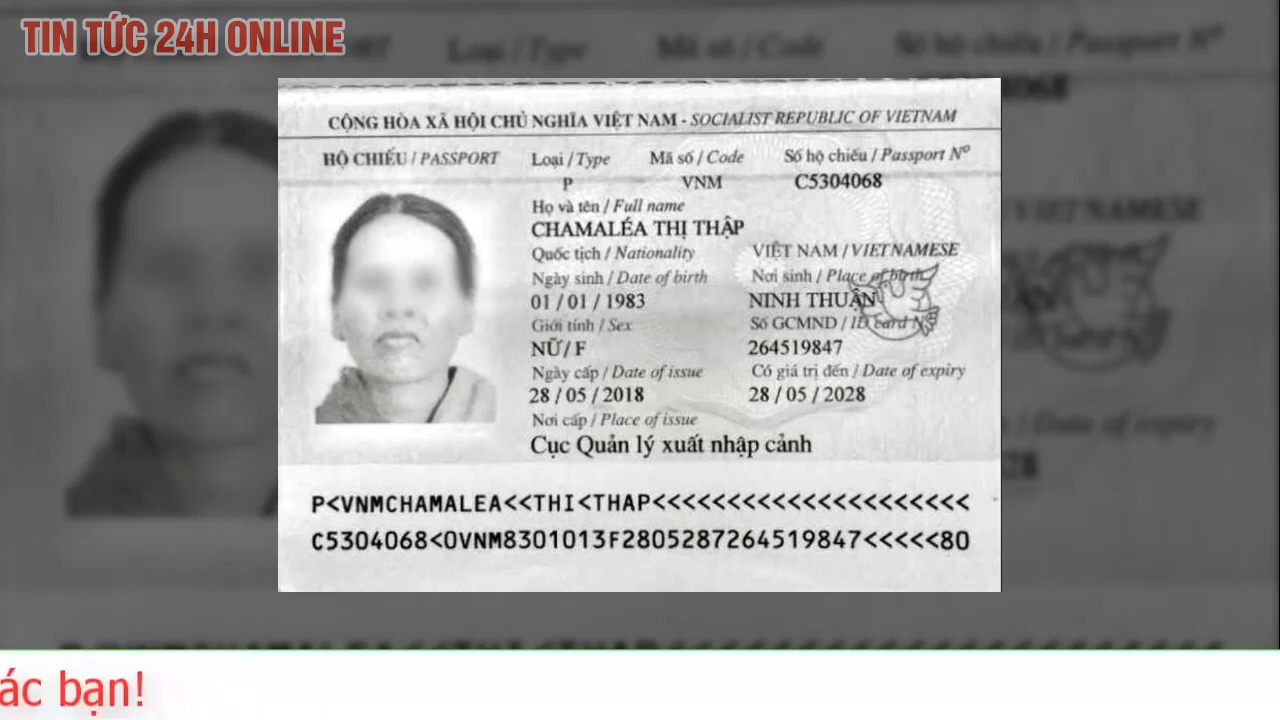 TIN TỨC 24H ONLINE
CỘNG HÒA XÃ HỘI CHỦ NGHĨA VIỆT NAM - SOCIALIST REPUBLIC OF VIETNAM
HỘ CHIẾU / PASSPORT Loại / Type Mã số / Code Số hộ chiếu / Passport Nº
P VNM C5304068
Họ và tên / Full name
CHAMALÉA THỊ THẬP
Quốc tịch / Nationality VIỆT NAM / VIETNAMESE
Ngày sinh / Date of birth Nơi sinh / Place of birth
01 / 01 / 1983 NINH THUẬN
Giới tính / Sex Số GCMND / ID card Nº
NỮ / F 264519847
Ngày cấp / Date of issue Có giá trị đến / Date of expiry
28 / 05 / 2018 28 / 05 / 2028
Nơi cấp / Place of issue
Cục Quản lý xuất nhập cảnh
P<VNMCHAMALEA<<THI<THAP<<<<<<<<<<<<<<<<<<<<<
C5304068<0VNM8301013F2805287264519847<<<<<80
ác bạn!